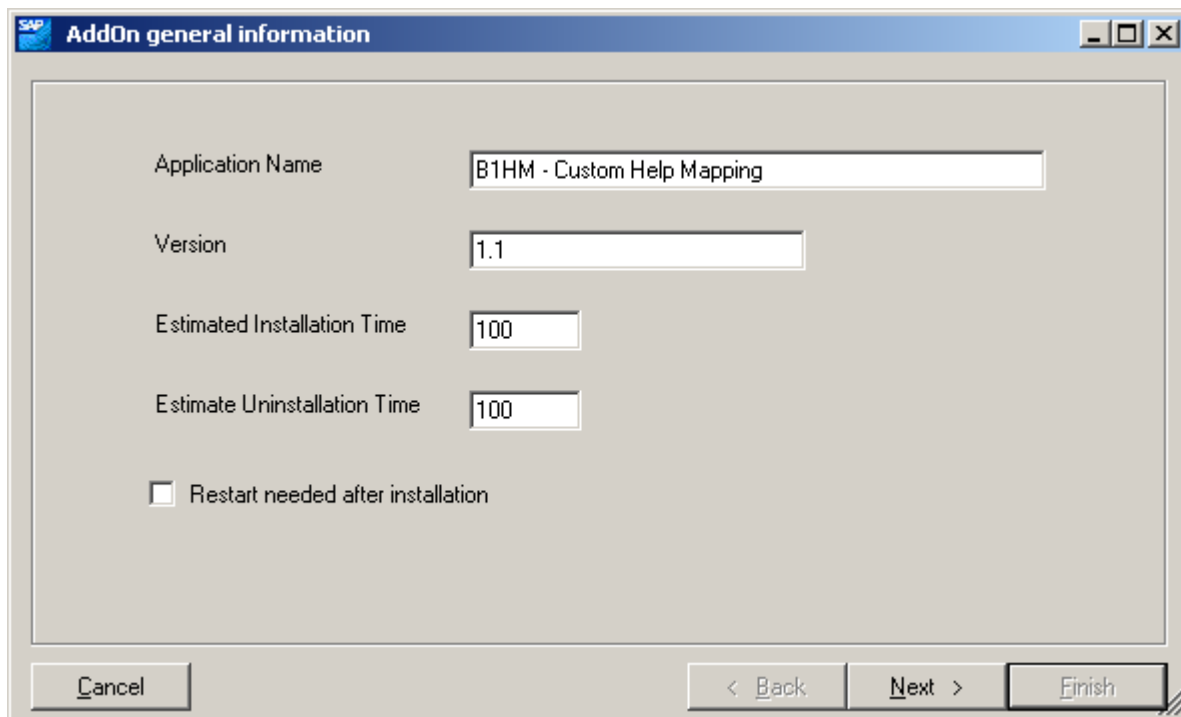 SAP AddOn general information
Application Name B1HM - Custom Help Mapping
Version 1.1
Estimated Installation Time 100
Estimate Uninstallation Time 100
Restart needed after installation
Cancel < Back Next > Finish